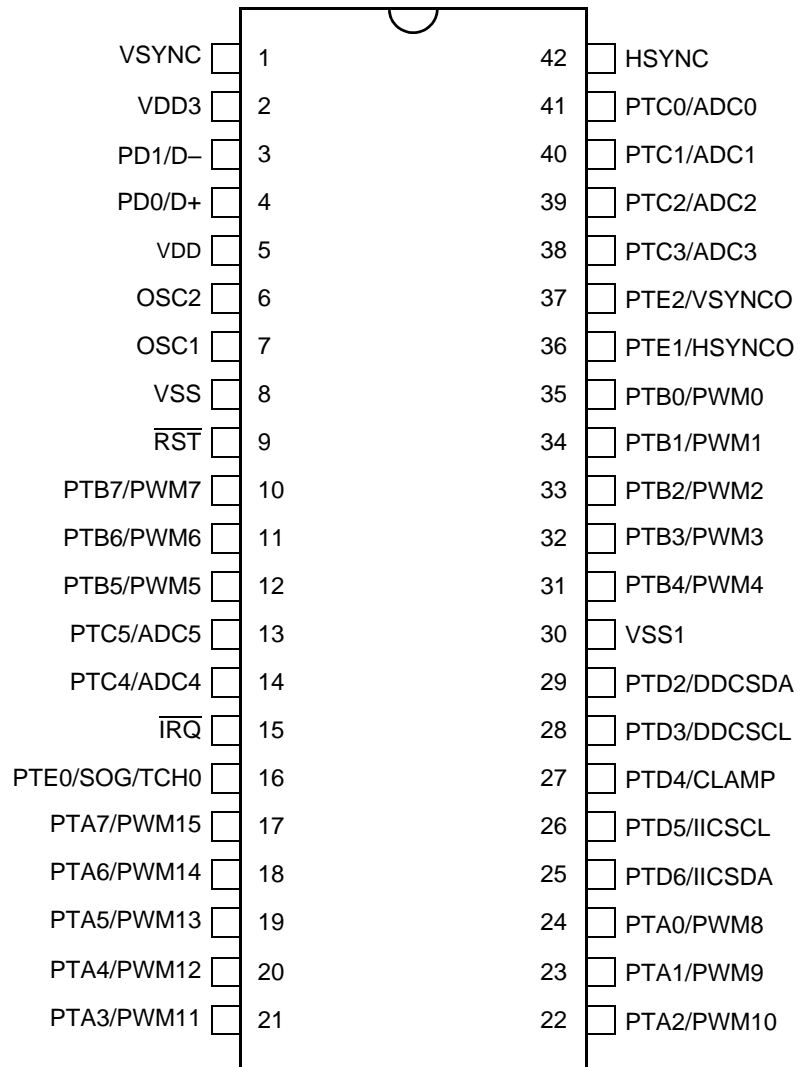 VSYNC 1 42 HSYNC
VDD3 2 41 PTC0/ADC0
PD1/D– 3 40 PTC1/ADC1
PD0/D+ 4 39 PTC2/ADC2
VDD 5 38 PTC3/ADC3
OSC2 6 37 PTE2/VSYNCO
OSC1 7 36 PTE1/HSYNCO
VSS 8 35 PTB0/PWM0
RST 9 34 PTB1/PWM1
PTB7/PWM7 10 33 PTB2/PWM2
PTB6/PWM6 11 32 PTB3/PWM3
PTB5/PWM5 12 31 PTB4/PWM4
PTC5/ADC5 13 30 VSS1
PTC4/ADC4 14 29 PTD2/DDCSDA
IRQ 15 28 PTD3/DDCSCL
PTE0/SOG/TCH0 16 27 PTD4/CLAMP
PTA7/PWM15 17 26 PTD5/IICSCL
PTA6/PWM14 18 25 PTD6/IICSDA
PTA5/PWM13 19 24 PTA0/PWM8
PTA4/PWM12 20 23 PTA1/PWM9
PTA3/PWM11 21 22 PTA2/PWM10